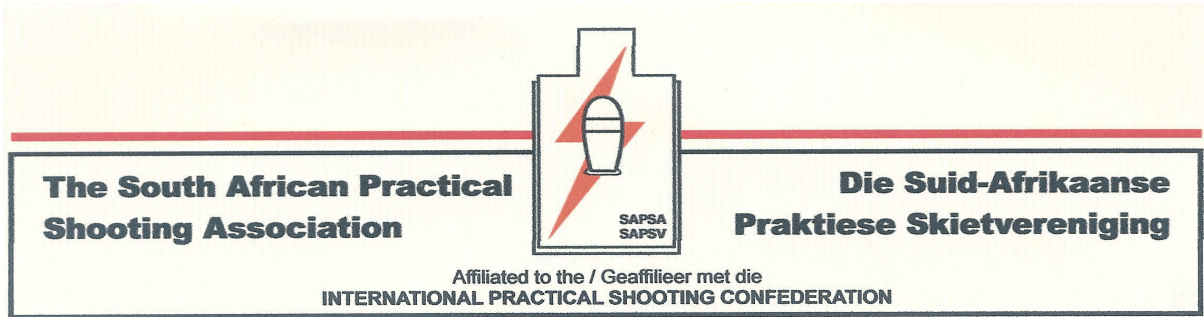 The South African Practical
Shooting Association
Die Suid-Afrikaanse
Praktiese Skietvereniging
SAPSA
SAPSV
Affiliated to the / Geaffilieer met die
INTERNATIONAL PRACTICAL SHOOTING CONFEDERATION